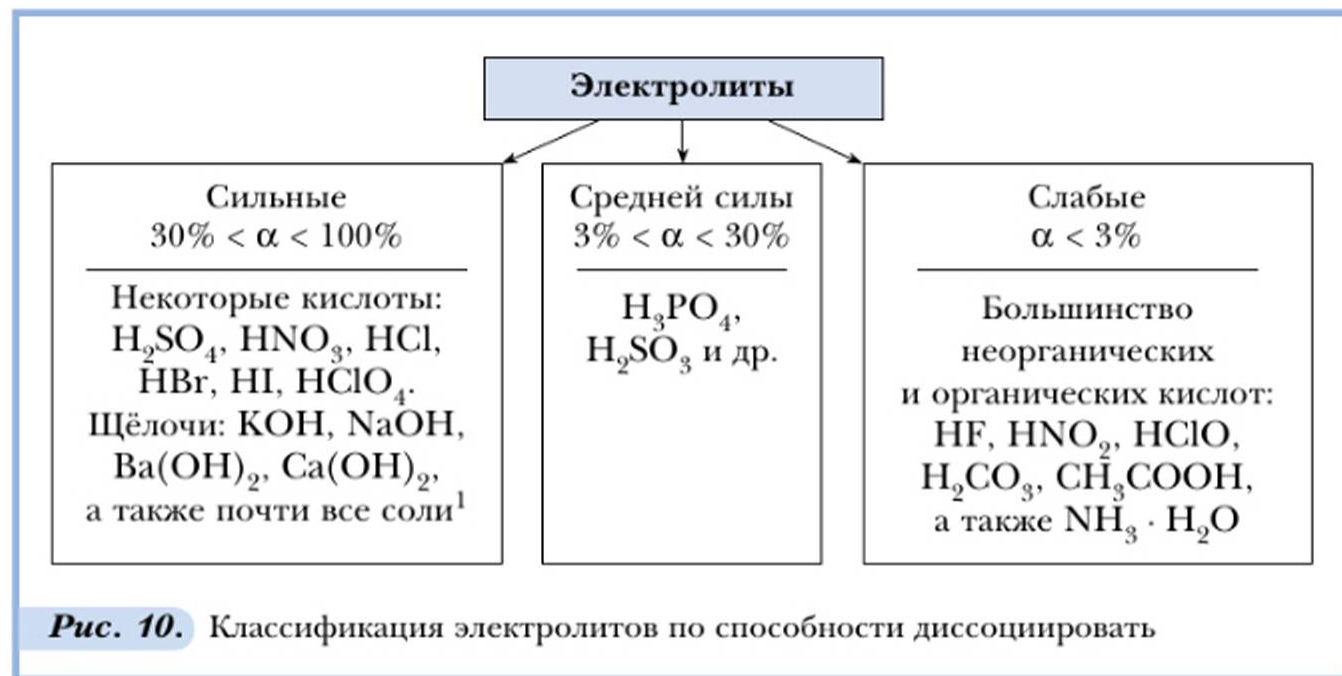 Электролиты
Сильные
30% < α < 100%
Некоторые кислоты:
H₂SO₄, HNO₃, HCl,
HBr, HI, HClO₄.
Щёлочи: KOH, NaOH,
Ba(OH)₂, Ca(OH)₂,
а также почти все соли¹
Средней силы
3% < α < 30%
H₃PO₄,
H₂SO₃ и др.
Слабые
α < 3%
Большинство
неорганических
и органических кислот:
HF, HNO₂, HClO,
H₂CO₃, CH₃COOH,
а также NH₃ · H₂O
Рис. 10. Классификация электролитов по способности диссоциировать